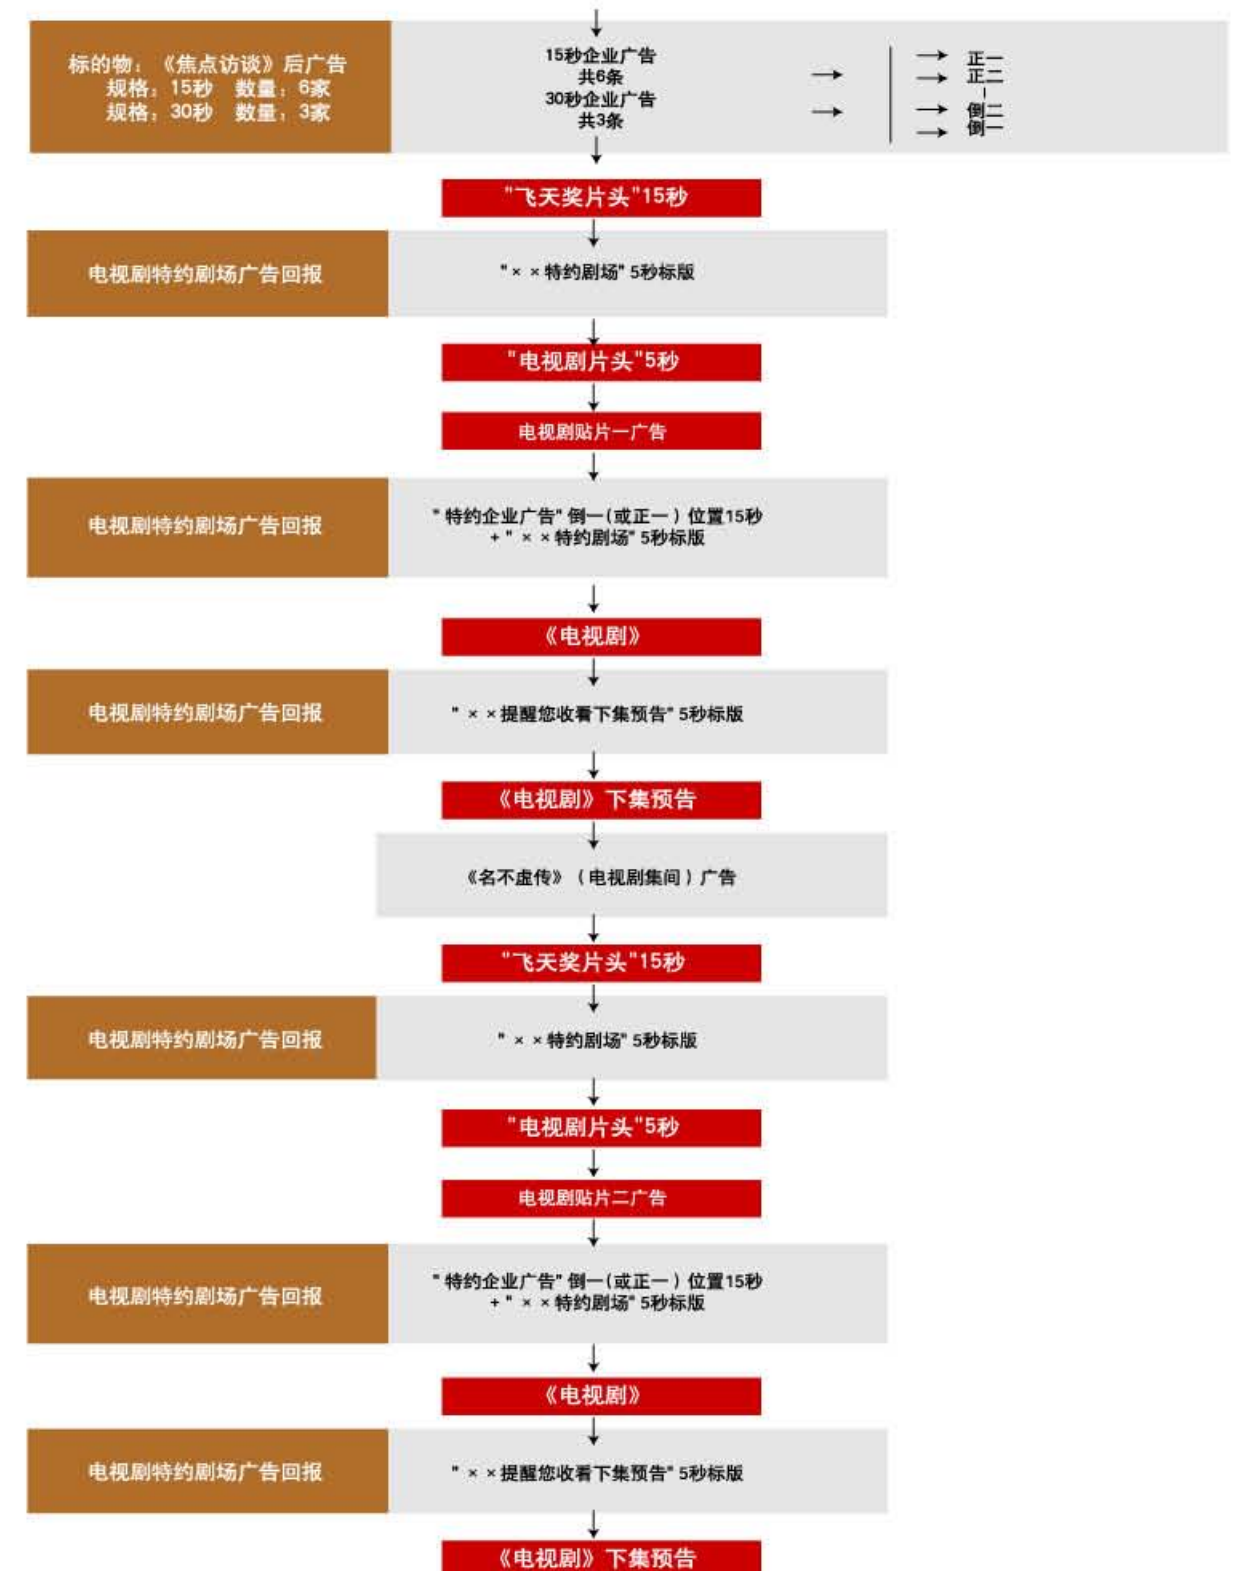 标的物：《焦点访谈》后广告
规格：15秒 数量：6家
规格：30秒 数量：3家
15秒企业广告
共6条
30秒企业广告
共3条
正一
正二
倒二
倒一
"飞天奖片头"15秒
电视剧特约剧场广告回报
"××特约剧场"5秒标版
"电视剧片头"5秒
电视剧贴片一广告
电视剧特约剧场广告回报
"特约企业广告"倒一(或正一)位置15秒
+"××特约剧场"5秒标版
《电视剧》
电视剧特约剧场广告回报
"××提醒您收看下集预告"5秒标版
《电视剧》下集预告
《名不虚传》(电视剧集间)广告
"飞天奖片头"15秒
电视剧特约剧场广告回报
"××特约剧场"5秒标版
"电视剧片头"5秒
电视剧贴片二广告
电视剧特约剧场广告回报
"特约企业广告"倒一(或正一)位置15秒
+"××特约剧场"5秒标版
《电视剧》
电视剧特约剧场广告回报
"××提醒您收看下集预告"5秒标版
《电视剧》下集预告